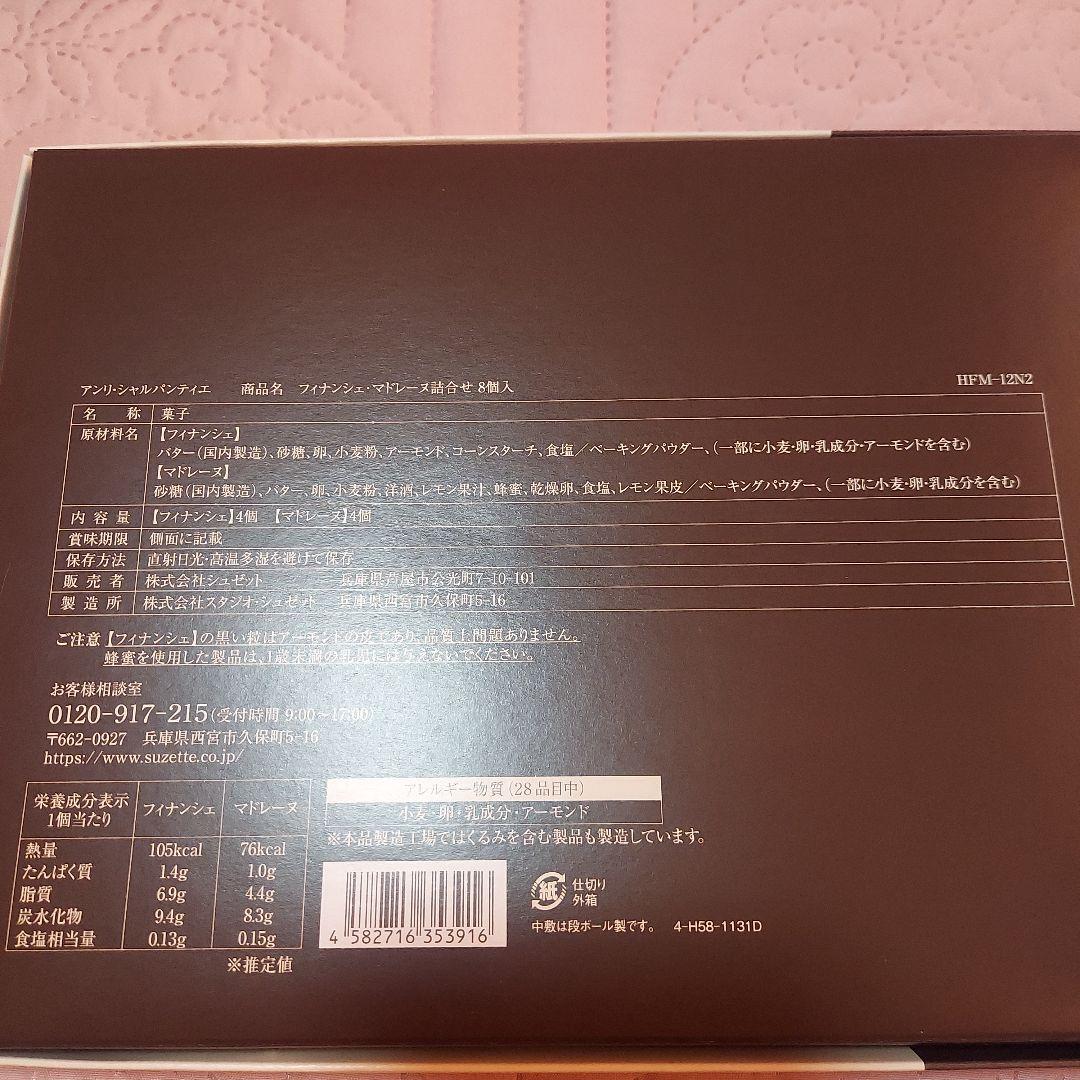 アンリ・シャルパンティエ 商品名 フィナンシェ・マドレーヌ詰合せ 8個入 HFM-12N2
名称 菓子
原材料名 【フィナンシェ】
バター(国内製造)、砂糖、卵、小麦粉、アーモンド、コーンスターチ、食塩／ベーキングパウダー、(一部に小麦・卵・乳成分・アーモンドを含む)
【マドレーヌ】
砂糖(国内製造)、バター、卵、小麦粉、洋酒、レモン果汁、蜂蜜、乾燥卵、食塩、レモン果皮／ベーキングパウダー、(一部に小麦・卵・乳成分を含む)
内容量 【フィナンシェ】4個 【マドレーヌ】4個
賞味期限 側面に記載
保存方法 直射日光・高温多湿を避けて保存
販売者 株式会社シュゼット 兵庫県芦屋市公光町7-10-101
製造所 株式会社スタジオ・シュゼット 兵庫県西宮市久保町5-16
ご注意 【フィナンシェ】の黒い粒はアーモンドの皮であり、品質上問題ありません。
蜂蜜を使用した製品は、1歳未満の乳児には与えないでください。
お客様相談室
0120-917-215(受付時間 9:00〜17:00)
〒662-0927 兵庫県西宮市久保町5-16
https://www.suzette.co.jp/
栄養成分表示 1個当たり フィナンシェ マドレーヌ
熱量 105kcal 76kcal
たんぱく質 1.4g 1.0g
脂質 6.9g 4.4g
炭水化物 9.4g 8.3g
食塩相当量 0.13g 0.15g
※推定値
アレルギー物質(28品目中)
小麦・卵・乳成分・アーモンド
※本品製造工場ではくるみを含む製品も製造しています。
4 582716 353916
紙 仕切り
外箱
中敷は段ボール製です。 4-H58-1131D